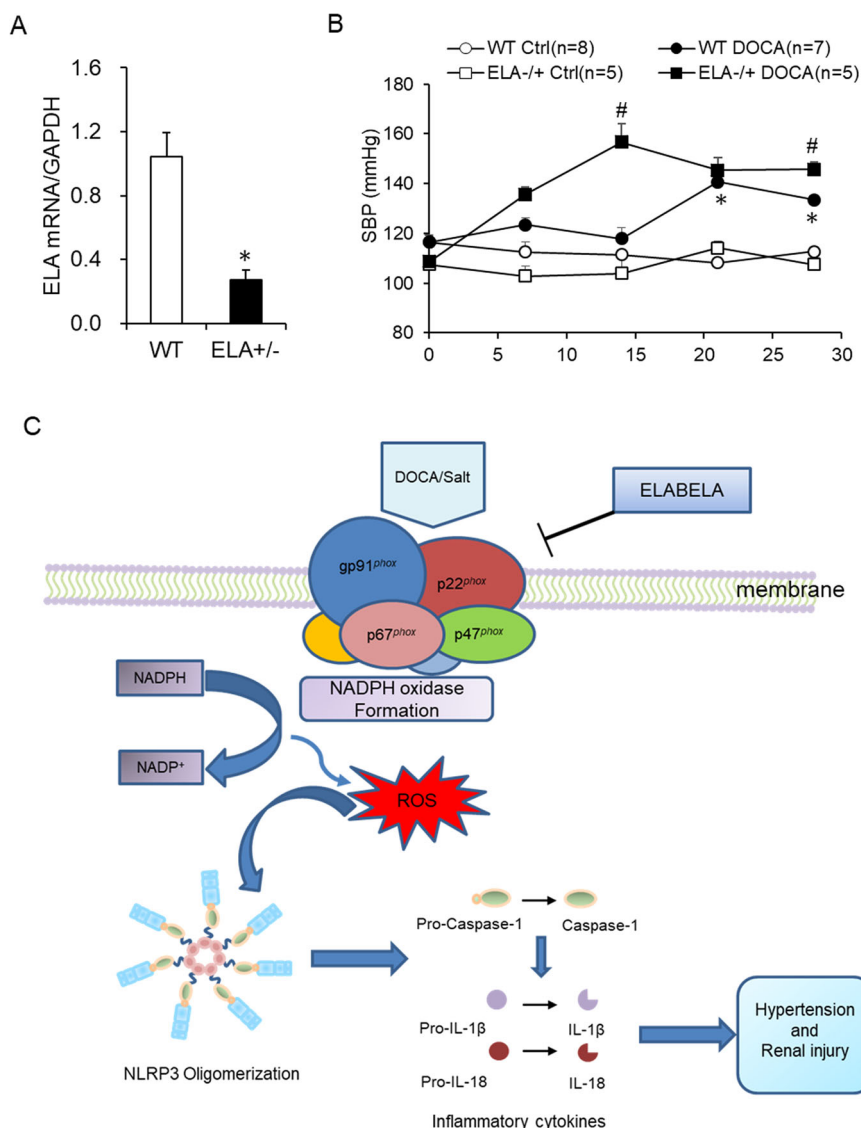 A
ELA mRNA/GAPDH
1.6
1.2
0.8
0.4
0.0
*
WT
ELA+/-
B
WT Ctrl(n=8)
WT DOCA(n=7)
ELA-/+ Ctrl(n=5)
ELA-/+ DOCA(n=5)
SBP (mmHg)
180
160
140
120
100
80
#
#
*
*
0
5
10
15
20
25
30
C
DOCA/Salt
ELABELA
gp91phox
p22phox
p67phox
p47phox
membrane
NADPH oxidase
Formation
NADPH
NADP+
ROS
Pro-Caspase-1
Caspase-1
Pro-IL-1β
IL-1β
Pro-IL-18
IL-18
Inflammatory cytokines
NLRP3 Oligomerization
Hypertension
and
Renal injury